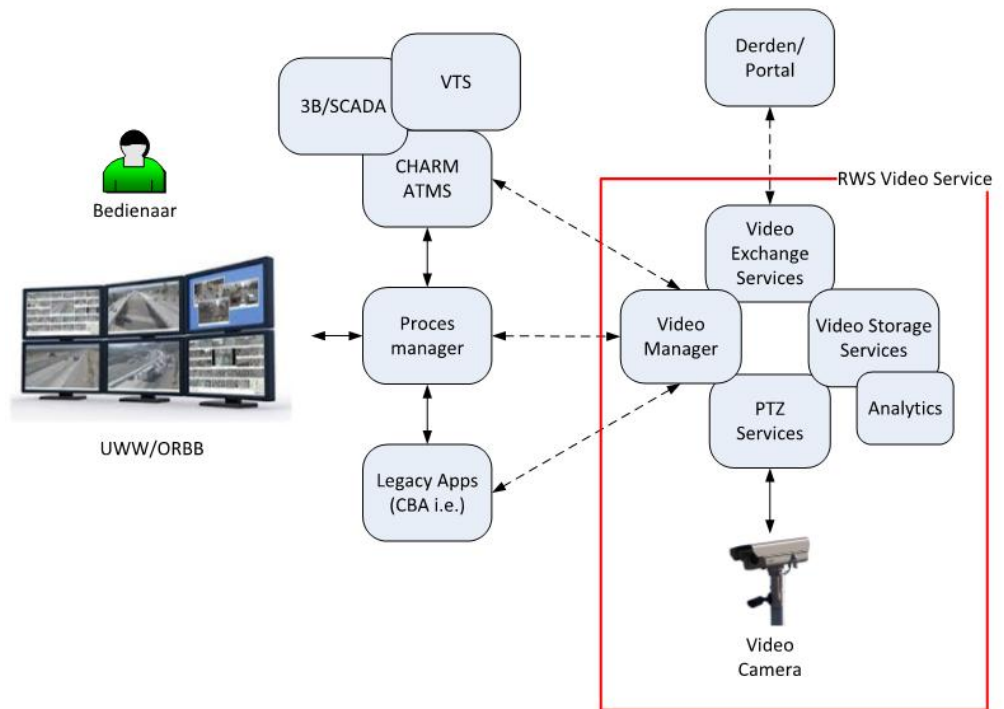 VTS
3B/SCADA
CHARM
ATMS
Derden/
Portal
RWS Video Service
Bedienaar
Video
Exchange
Services
Proces
manager
Video
Manager
Video Storage
Services
PTZ
Services
Analytics
UWW/ORBB
Legacy Apps
(CBA i.e.)
Video
Camera